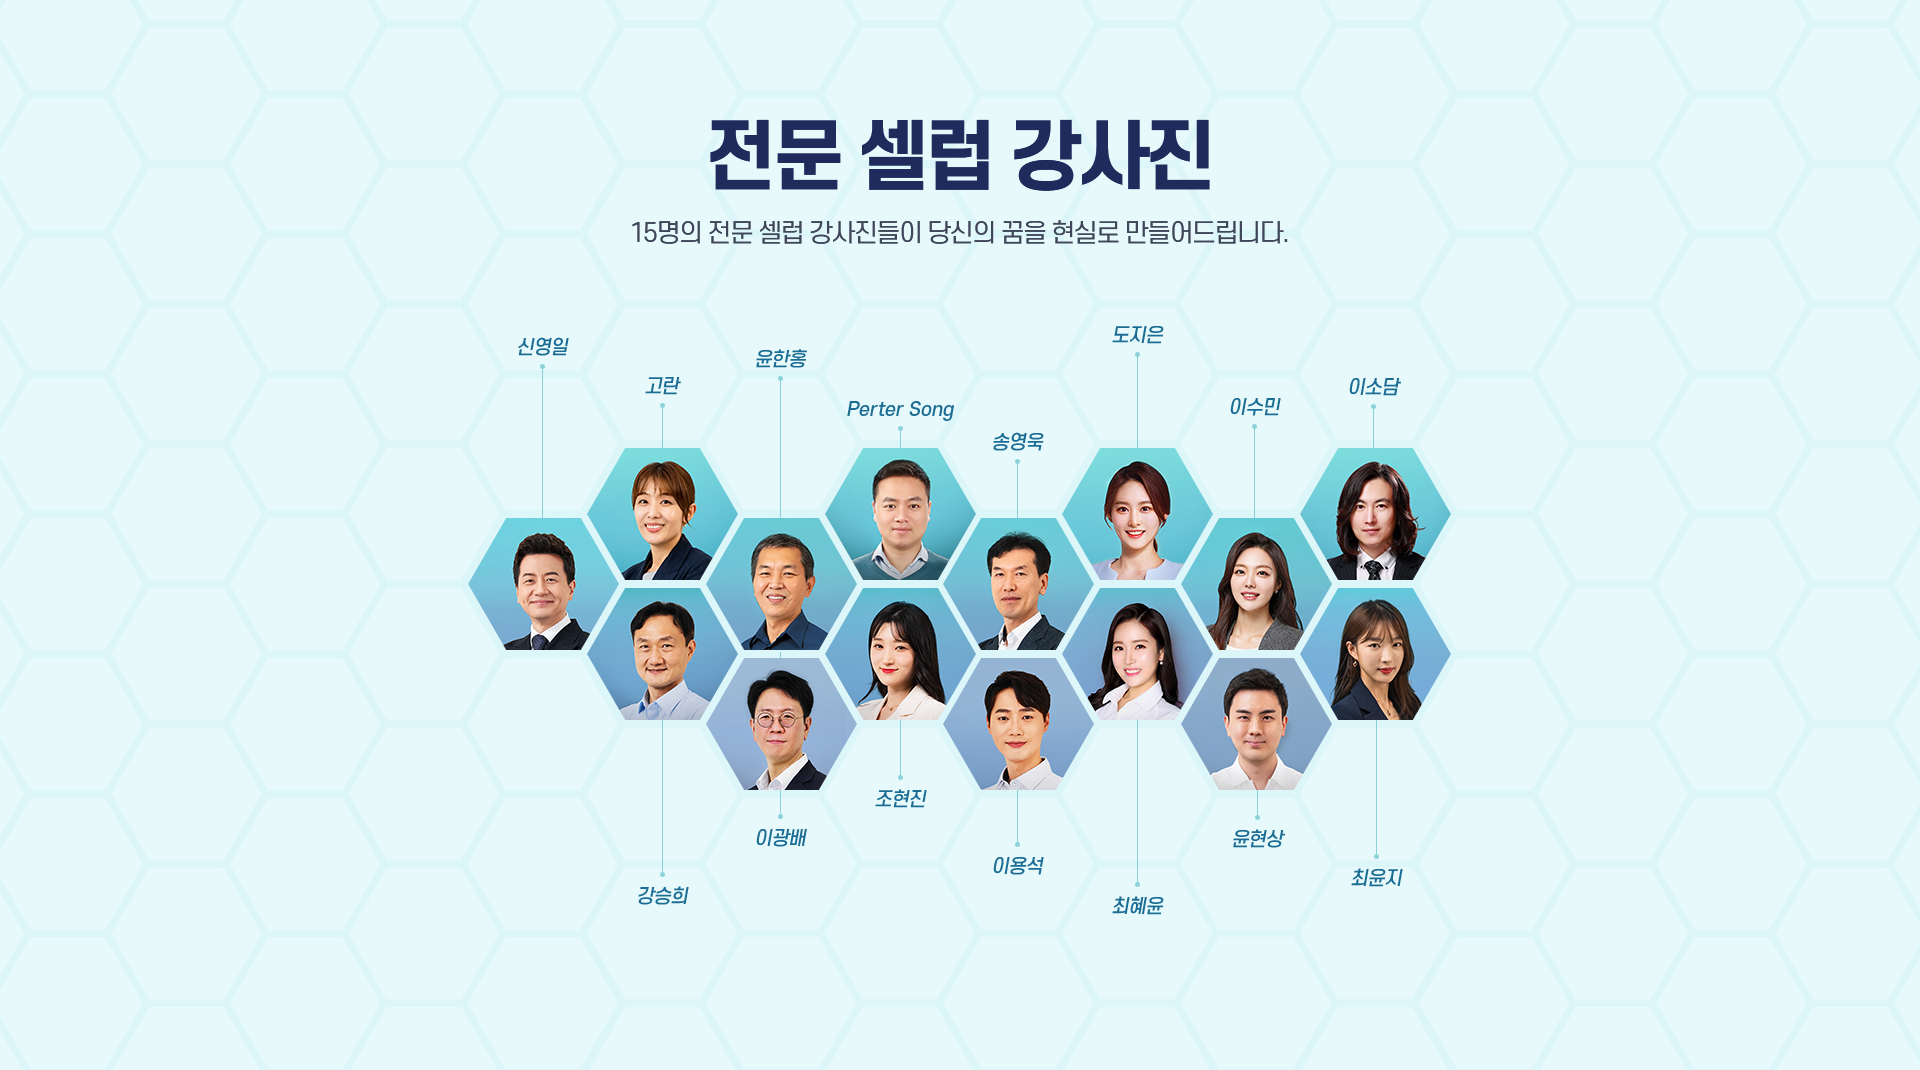 전문 셀럽 강사진
15명의 전문 셀럽 강사진들이 당신의 꿈을 현실로 만들어드립니다.
신영일
고란
윤한홍
Perter Song
송영욱
도지은
이수민
이소담
강승희
이광배
조현진
이용석
최혜윤
윤현상
최윤지